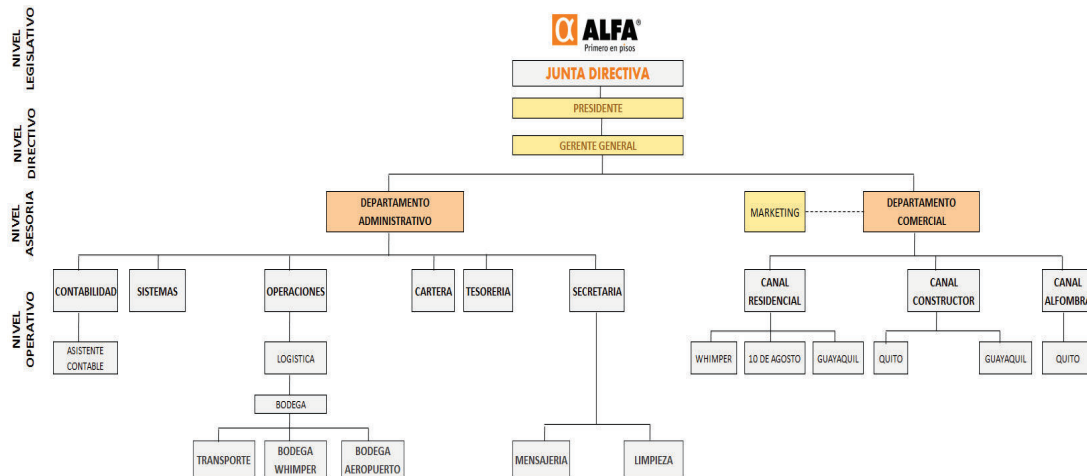 NIVEL
LEGISLATIVO
α ALFA®
Primero en pisos
JUNTA DIRECTIVA
PRESIDENTE
NIVEL
DIRECTIVO
GERENTE GENERAL
NIVEL
ASESORIA
DEPARTAMENTO
ADMINISTRATIVO
MARKETING
DEPARTAMENTO
COMERCIAL
NIVEL
OPERATIVO
CONTABILIDAD
SISTEMAS
OPERACIONES
CARTERA
TESORERIA
SECRETARIA
CANAL
RESIDENCIAL
CANAL
CONSTRUCTOR
CANAL
ALFOMBRA
ASISTENTE
CONTABLE
LOGISTICA
WHIMPER
10 DE AGOSTO
GUAYAQUIL
QUITO
GUAYAQUIL
QUITO
BODEGA
TRANSPORTE
BODEGA
WHIMPER
BODEGA
AEROPUERTO
MENSAJERIA
LIMPIEZA